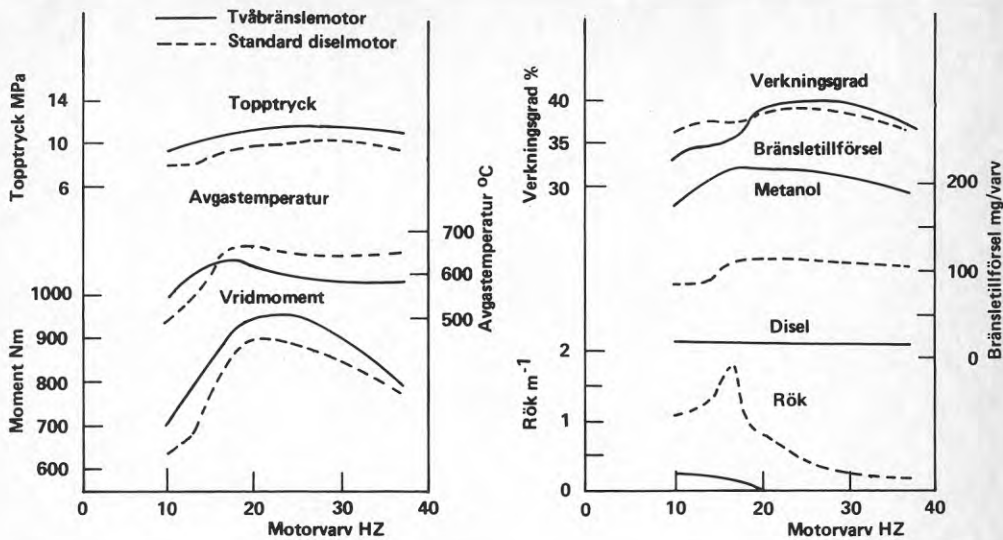 Tvåbränslemotor
Standard diselmotor
Topptryck MPa
14
10
6
Topptryck
Avgastemperatur
Avgastemperatur °C
700
600
500
Vridmoment
Moment Nm
1000
900
800
700
600
0
10
20
30
40
Motorvarv HZ
Verkningsgrad %
40
35
30
Verkningsgrad
Bränsletillförsel
Metanol
Bränsletillförsel mg/varv
200
100
0
Disel
Rök m-1
2
1
0
Rök
0
10
20
30
40
Motorvarv HZ